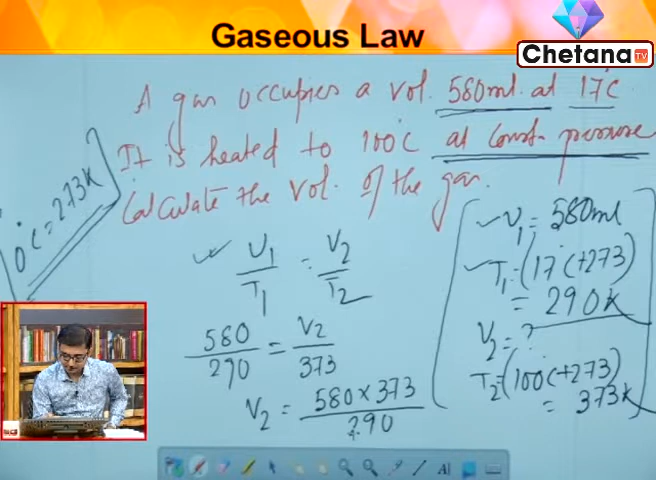 Gaseous Law
Chetana TV
A gas occupies a vol. 580ml at 17°C.
It is heated to 100°C at const. pressure
Calculate the vol. of the gas.
0°C = 273K
V1/T1 = V2/T2
580/290 = V2/373
V2 = 580 × 373/290
V1 = 580ml
T1 = (17°C + 273)
= 290K
V2 = ?
T2 = (100°C + 273)
= 373K
AI